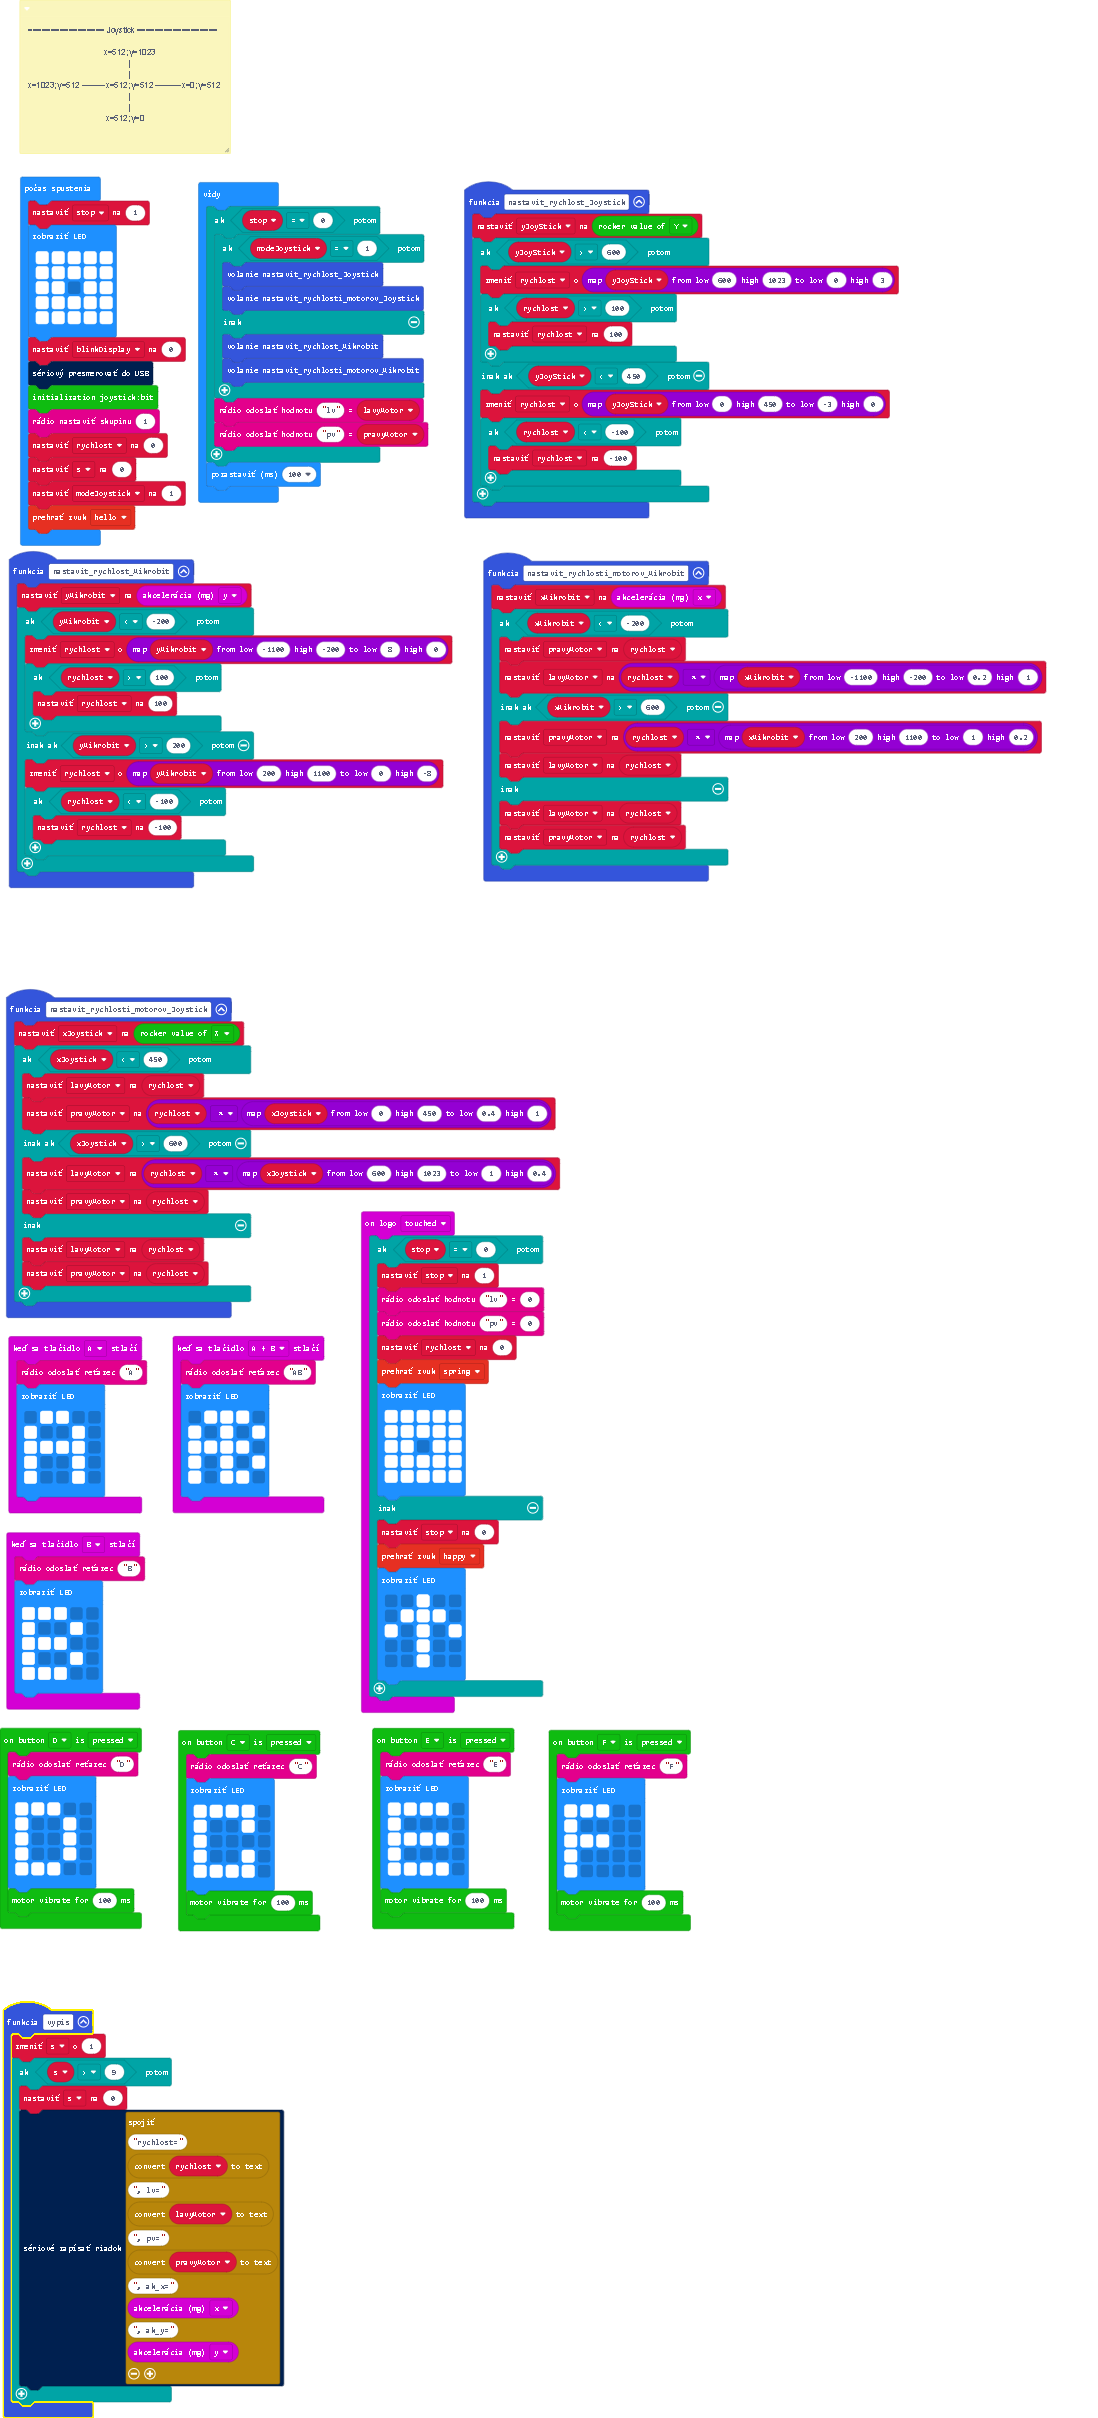 Joystick
x=512;y=1023
x=1023;y=512 x=512;y=512 x=0;y=512
x=512;y=0
počas spustenia
nastaviť stop na 1
zobraziť LED
nastaviť blinkDisplay na 0
sériový presmerovať do USB
initialization joystick:bit
rádio nastaviť skupinu 1
nastaviť rychlost na 0
nastaviť s na 0
nastaviť modeJoystick na 1
prehrať zvuk hello
vždy
ak stop = 0 potom
ak modeJoystick = 1 potom
volanie nastavit_rychlost_Joystick
volanie nastavit_rychlosti_motorov_Joystick
inak
volanie nastavit_rychlost_Mikrobit
volanie nastavit_rychlosti_motorov_Mikrobit
rádio odoslať hodnotu "lv" = lavyMotor
rádio odoslať hodnotu "pv" = pravyMotor
pozastaviť (ms) 100
funkcia nastavit_rychlost_Joystick
nastaviť yJoyStick na rocker value of Y
ak yJoyStick > 600 potom
zmeniť rychlost o map yJoyStick from low 600 high 1023 to low 0 high 3
ak rychlost > 100 potom
nastaviť rychlost na 100
inak ak yJoyStick < 450 potom
zmeniť rychlost o map yJoyStick from low 0 high 450 to low -3 high 0
ak rychlost < -100 potom
nastaviť rychlost na -100
funkcia nastavit_rychlost_Mikrobit
nastaviť yMikrobit na akcelerácia (mg) y
ak yMikrobit < -200 potom
zmeniť rychlost o map yMikrobit from low -1100 high -200 to low 8 high 0
ak rychlost > 100 potom
nastaviť rychlost na 100
inak ak yMikrobit > 200 potom
zmeniť rychlost o map yMikrobit from low 200 high 1100 to low 0 high -8
ak rychlost < -100 potom
nastaviť rychlost na -100
funkcia nastavit_rychlosti_motorov_Mikrobit
nastaviť xMikrobit na akcelerácia (mg) x
ak xMikrobit < -200 potom
nastaviť pravyMotor na rychlost
nastaviť lavyMotor na rychlost × map xMikrobit from low -1100 high -200 to low 0.2 high 1
inak ak xMikrobit > 600 potom
nastaviť pravyMotor na rychlost × map xMikrobit from low 200 high 1100 to low 1 high 0.2
nastaviť lavyMotor na rychlost
inak
nastaviť lavyMotor na rychlost
nastaviť pravyMotor na rychlost
funkcia nastavit_rychlosti_motorov_Joystick
nastaviť xJoystick na rocker value of X
ak xJoystick < 450 potom
nastaviť lavyMotor na rychlost
nastaviť pravyMotor na rychlost × map xJoystick from low 0 high 450 to low 0.4 high 1
inak ak xJoystick > 600 potom
nastaviť lavyMotor na rychlost × map xJoystick from low 600 high 1023 to low 1 high 0.4
nastaviť pravyMotor na rychlost
inak
nastaviť lavyMotor na rychlost
nastaviť pravyMotor na rychlost
on logo touched
ak stop = 0 potom
nastaviť stop na 1
rádio odoslať hodnotu "lv" = 0
rádio odoslať hodnotu "pv" = 0
nastaviť rychlost na 0
prehrať zvuk spring
zobraziť LED
inak
nastaviť stop na 0
prehrať zvuk happy
zobraziť LED
keď sa tlačidlo A stlačí
rádio odoslať reťazec "A"
zobraziť LED
keď sa tlačidlo A + B stlačí
rádio odoslať reťazec "AB"
zobraziť LED
keď sa tlačidlo B stlačí
rádio odoslať reťazec "B"
zobraziť LED
on button D is pressed
rádio odoslať reťazec "D"
zobraziť LED
motor vibrate for 100 ms
on button C is pressed
rádio odoslať reťazec "C"
zobraziť LED
motor vibrate for 100 ms
on button E is pressed
rádio odoslať reťazec "E"
zobraziť LED
motor vibrate for 100 ms
on button F is pressed
rádio odoslať reťazec "F"
zobraziť LED
motor vibrate for 100 ms
funkcia vypis
zmeniť s o 1
ak s > 9 potom
nastaviť s na 0
sériové zapísať riadok
spojiť
"rychlost="
convert rychlost to text
", lv="
convert lavyMotor to text
", pv="
convert pravyMotor to text
", ak_x="
akcelerácia (mg) x
", ak_y="
akcelerácia (mg) y